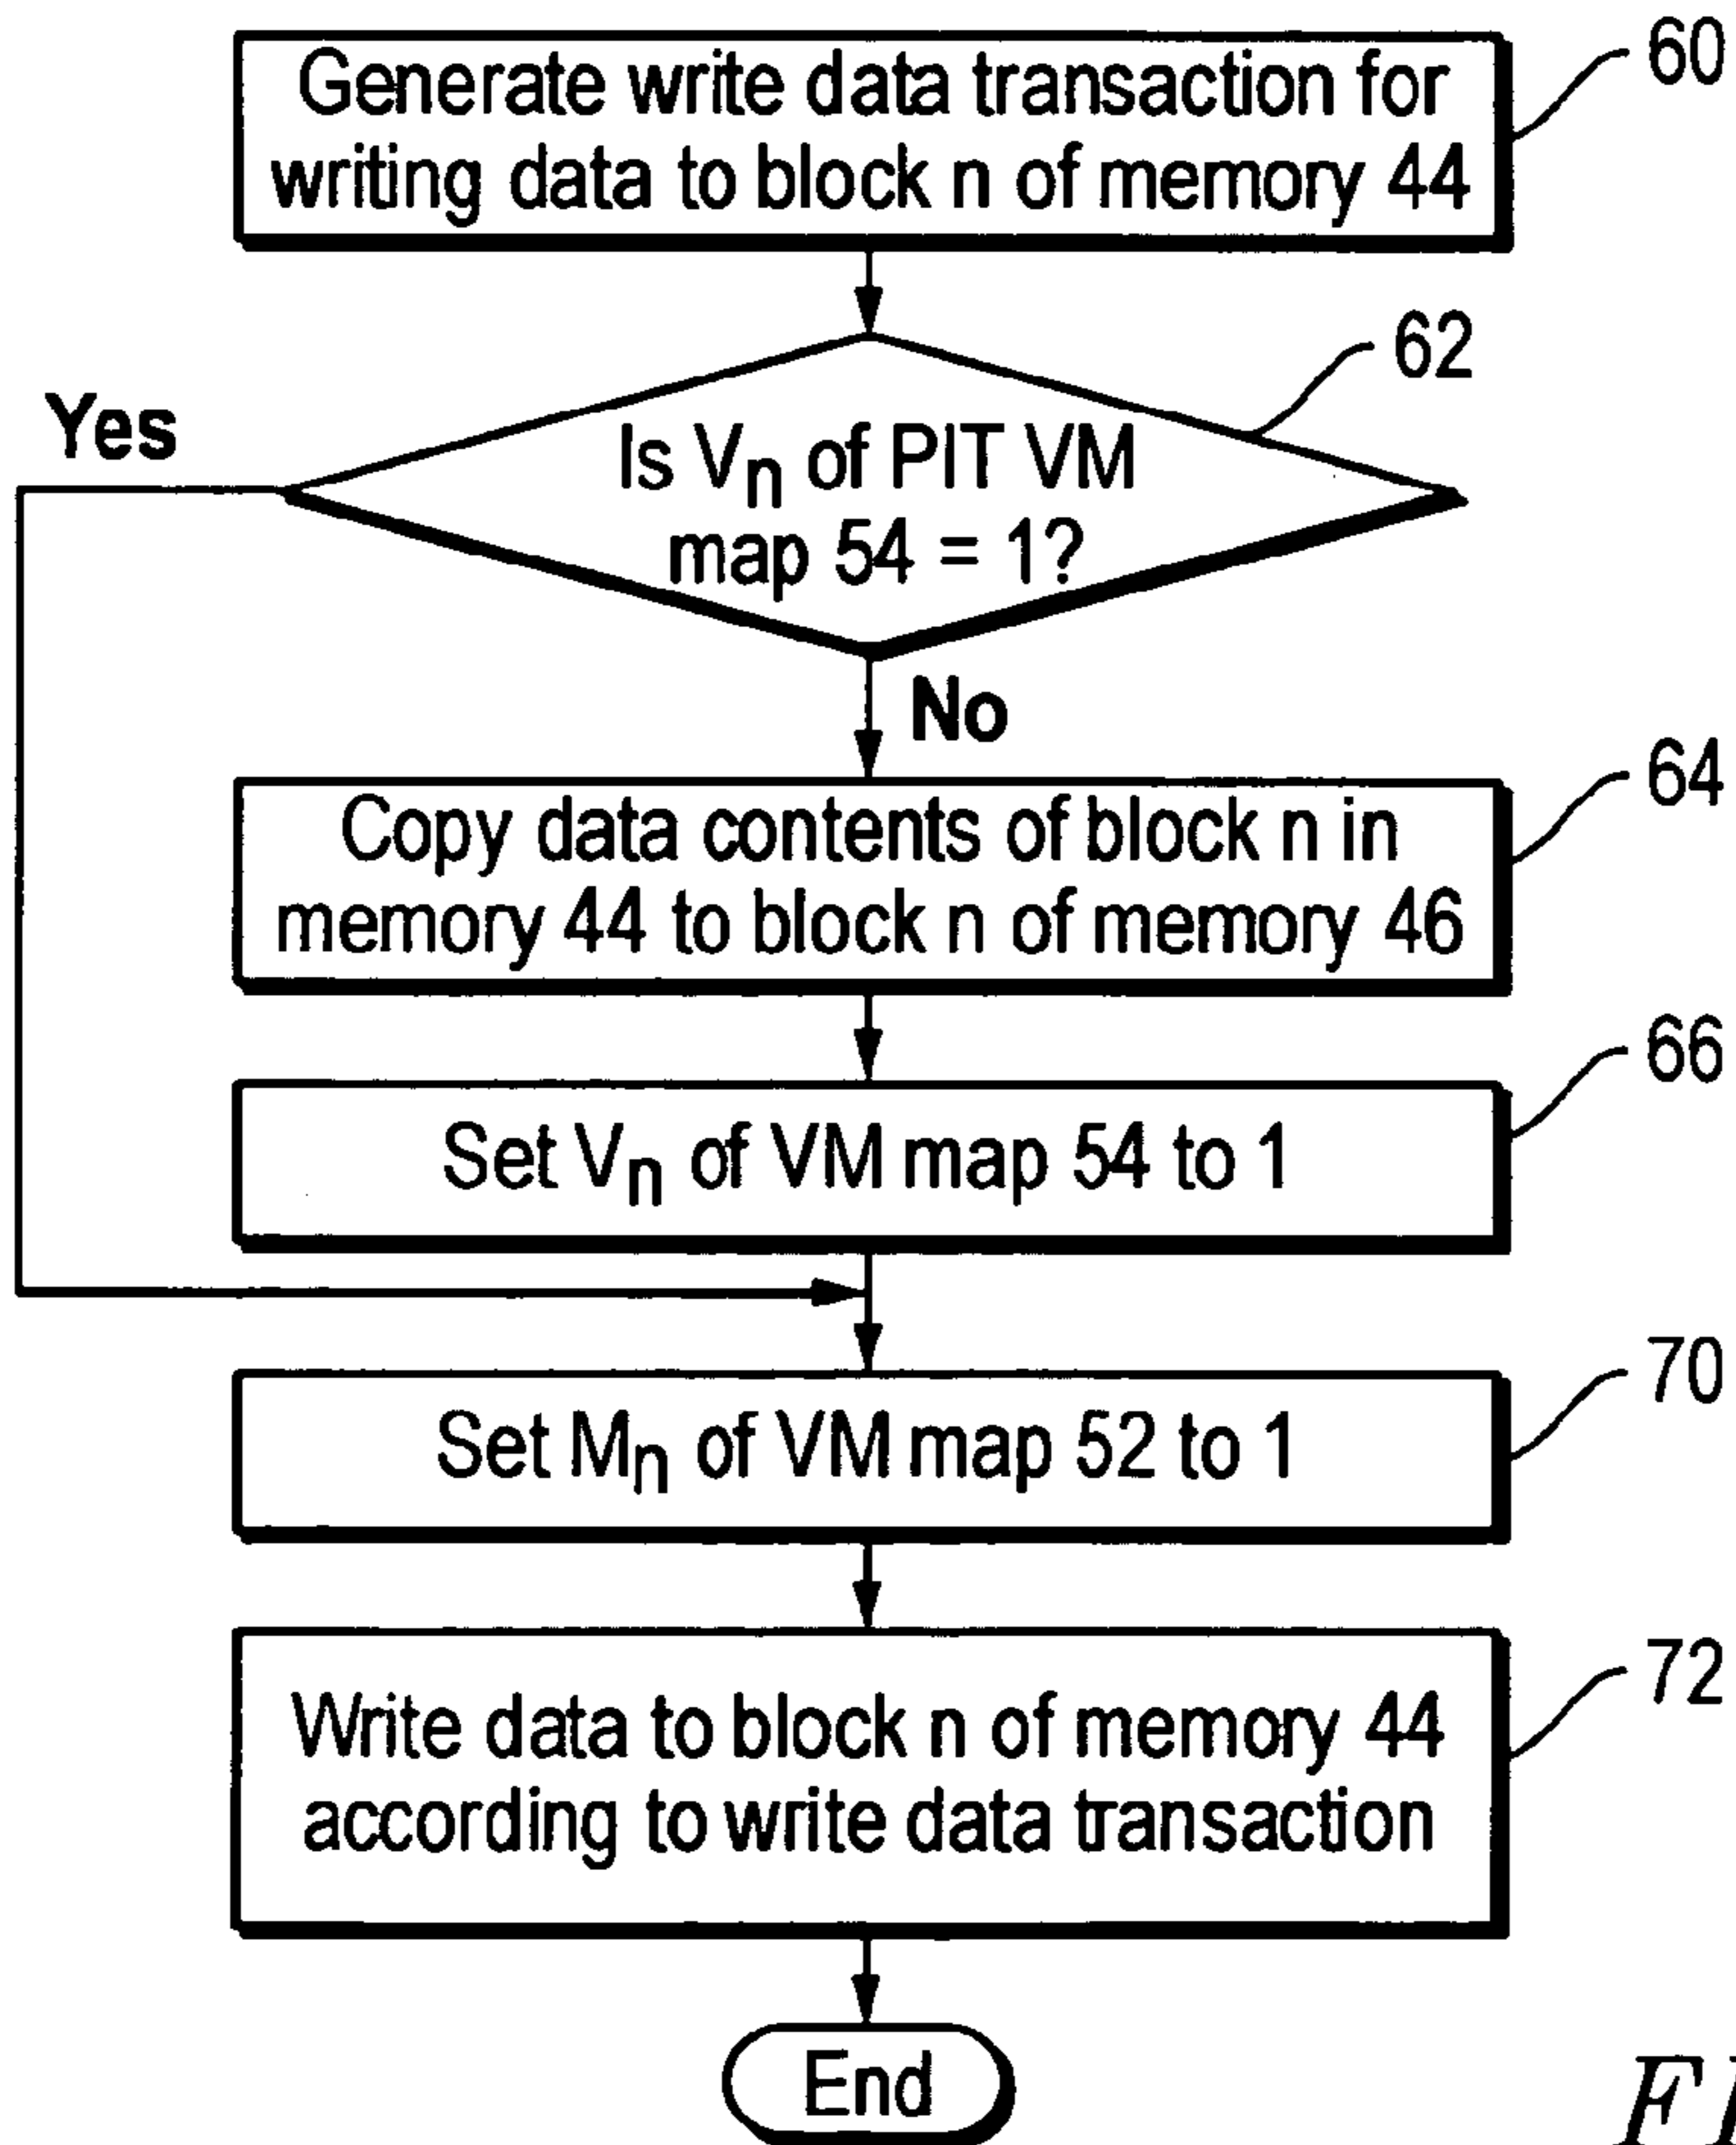 Generate write data transaction for
writing data to block n of memory 44
60
62
Yes
Is Vn of PIT VM
map 54 = 1?
No
Copy data contents of block n in
memory 44 to block n of memory 46
64
Set Vn of VM map 54 to 1
66
Set Mn of VM map 52 to 1
70
Write data to block n of memory 44
according to write data transaction
72
End